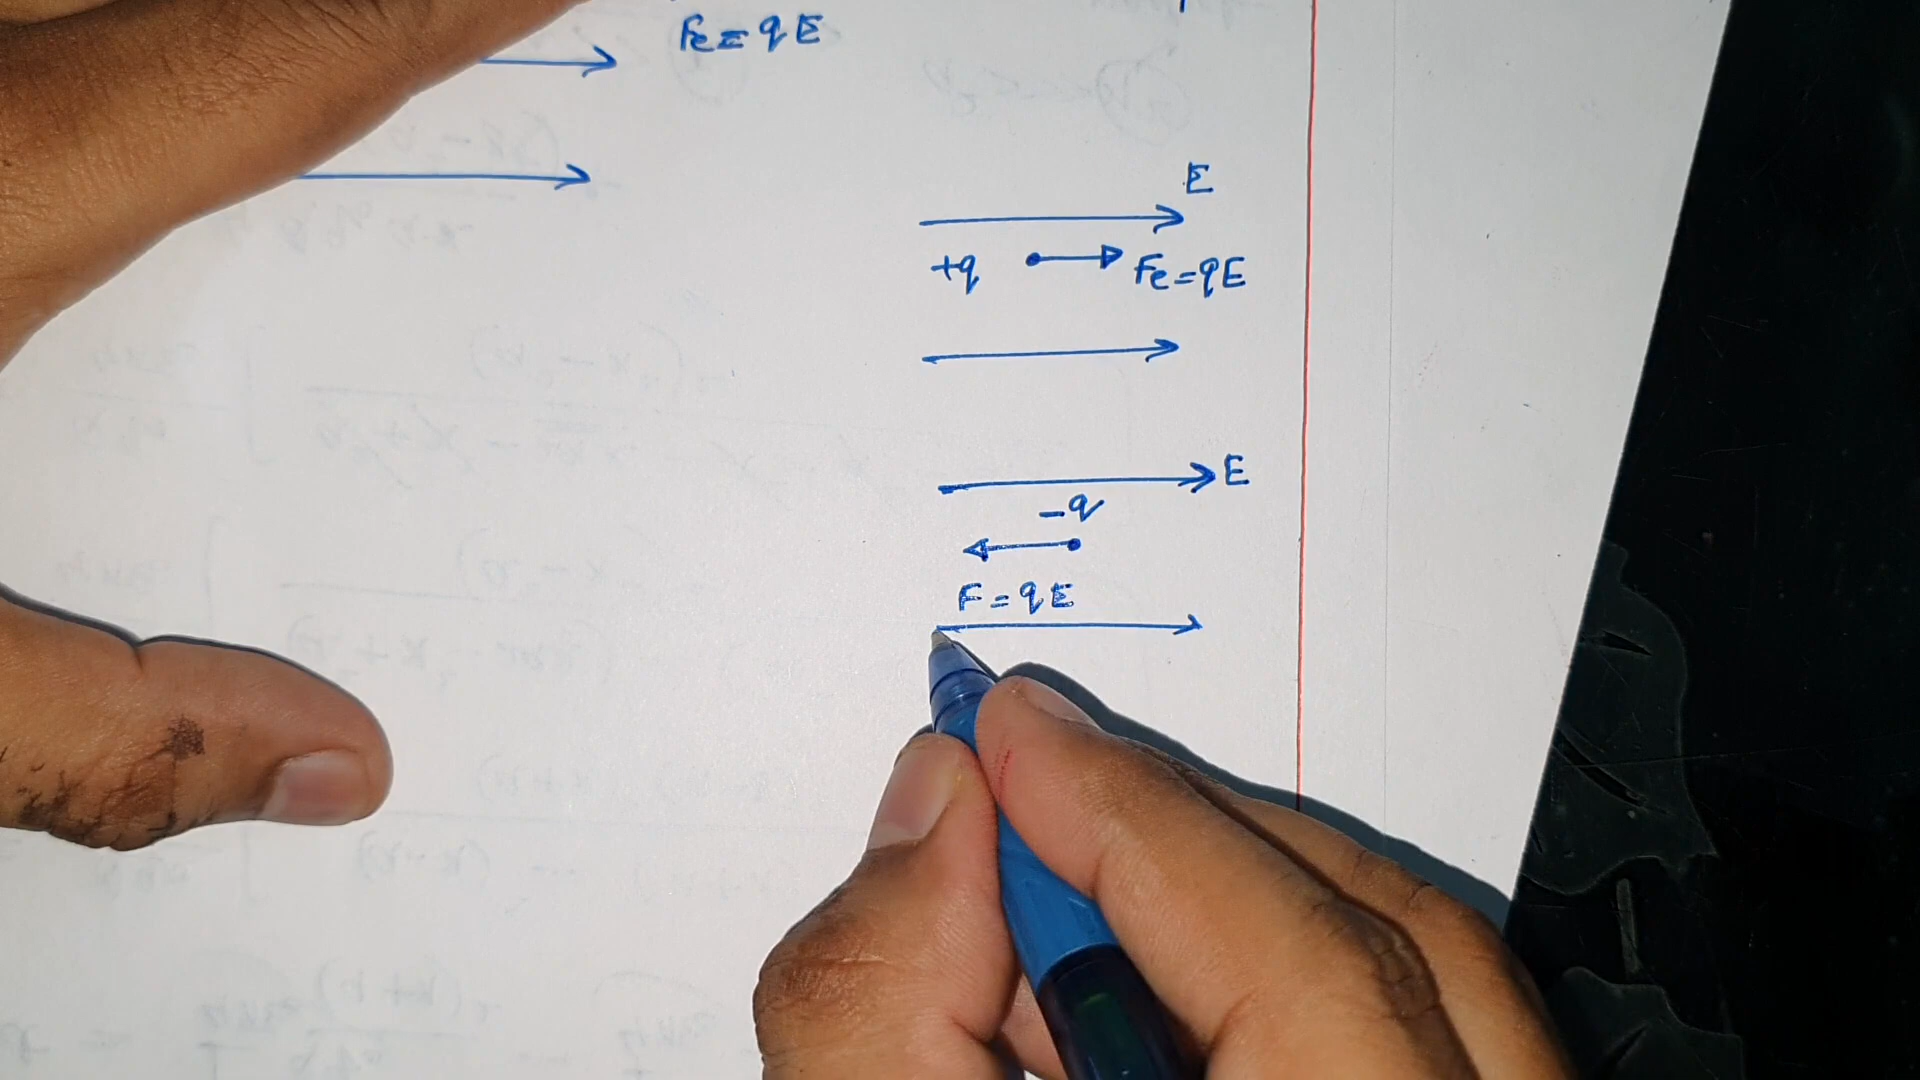 Fe = qE
E
+q Fe = qE
E
-q
F = qE